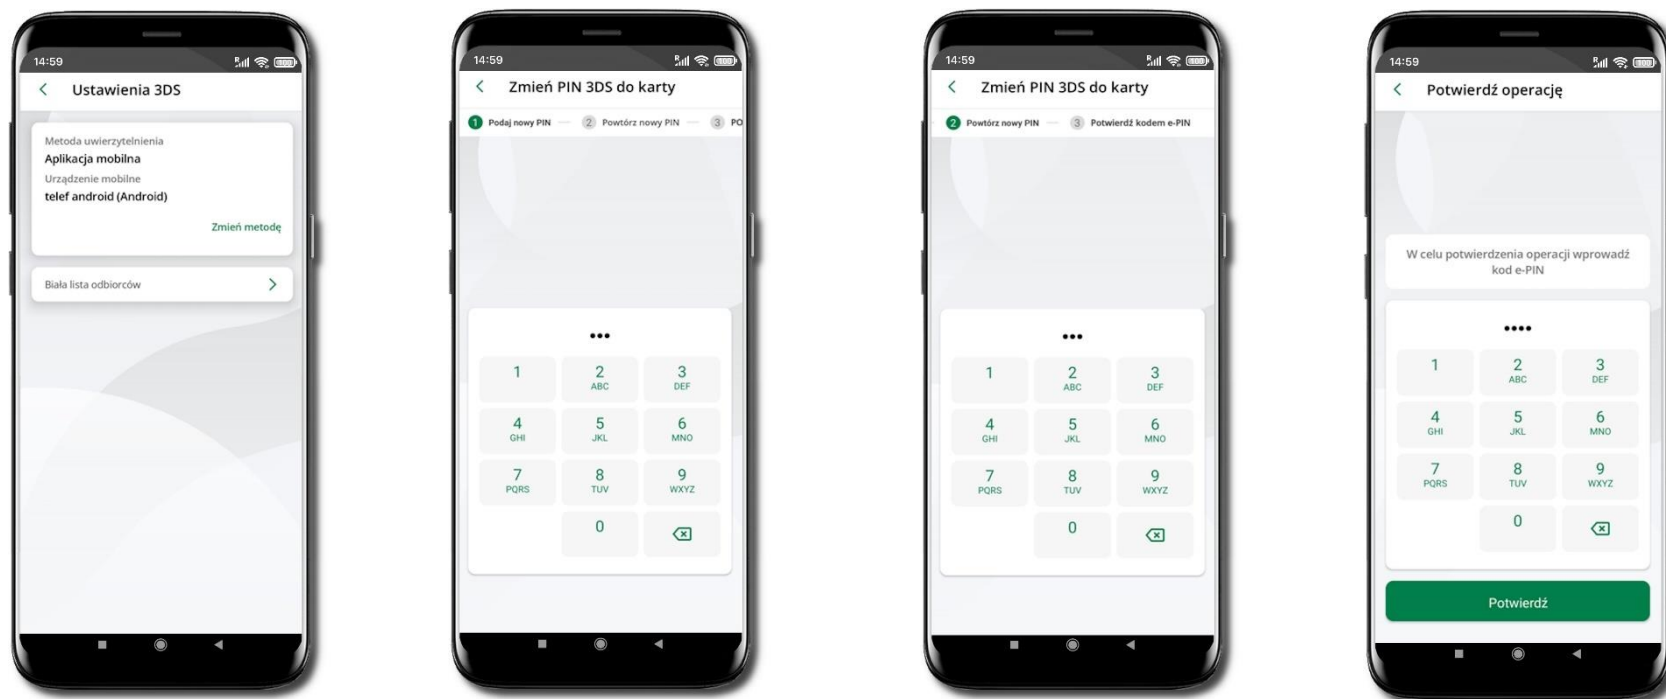 14:59
Ustawienia 3DS
Metoda uwierzytelnienia
Aplikacja mobilna
Urządzenie mobilne
telef android (Android)
Zmień metodę
Biała lista odbiorców
14:59
Zmień PIN 3DS do karty
1 Podaj nowy PIN 2 Powtórz nowy PIN 3 PO
1 2 3
ABC DEF
4 5 6
GHI JKL MNO
7 8 9
PQRS TUV WXYZ
0
14:59
Zmień PIN 3DS do karty
2 Powtórz nowy PIN 3 Potwierdź kodem e-PIN
1 2 3
ABC DEF
4 5 6
GHI JKL MNO
7 8 9
PQRS TUV WXYZ
0
14:59
Potwierdź operację
W celu potwierdzenia operacji wprowadź
kod e-PIN
1 2 3
ABC DEF
4 5 6
GHI JKL MNO
7 8 9
PQRS TUV WXYZ
0
Potwierdź